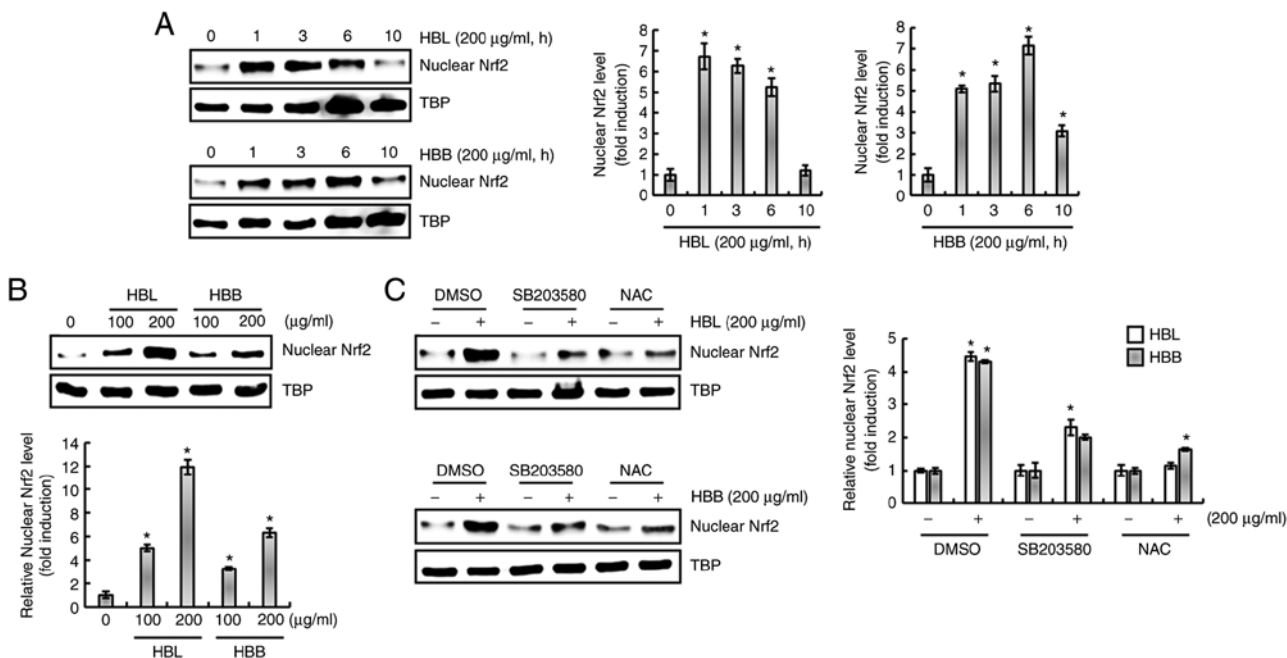 A
0 1 3 6 10 HBL (200 µg/ml, h)
Nuclear Nrf2
TBP
0 1 3 6 10 HBB (200 µg/ml, h)
Nuclear Nrf2
TBP
Nuclear Nrf2 level
(fold induction)
8
7
6
5
4
3
2
1
0
* * *
0 1 3 6 10
HBL (200 µg/ml, h)
Nuclear Nrf2 level
(fold induction)
8
7
6
5
4
3
2
1
0
* * * *
0 1 3 6 10
HBB (200 µg/ml, h)
B
HBL HBB
0 100 200 100 200 (µg/ml)
Nuclear Nrf2
TBP
Relative Nuclear Nrf2 level
(fold induction)
14
12
10
8
6
4
2
0
* * * *
0 100 200 100 200 (µg/ml)
HBL HBB
C
DMSO SB203580 NAC
– + – + – + HBL (200 µg/ml)
Nuclear Nrf2
TBP
DMSO SB203580 NAC
– + – + – + HBB (200 µg/ml)
Nuclear Nrf2
TBP
HBL
HBB
Relative nuclear Nrf2 level
(fold induction)
5
4
3
2
1
0
* * * *
– + – + – + (200 µg/ml)
DMSO SB203580 NAC